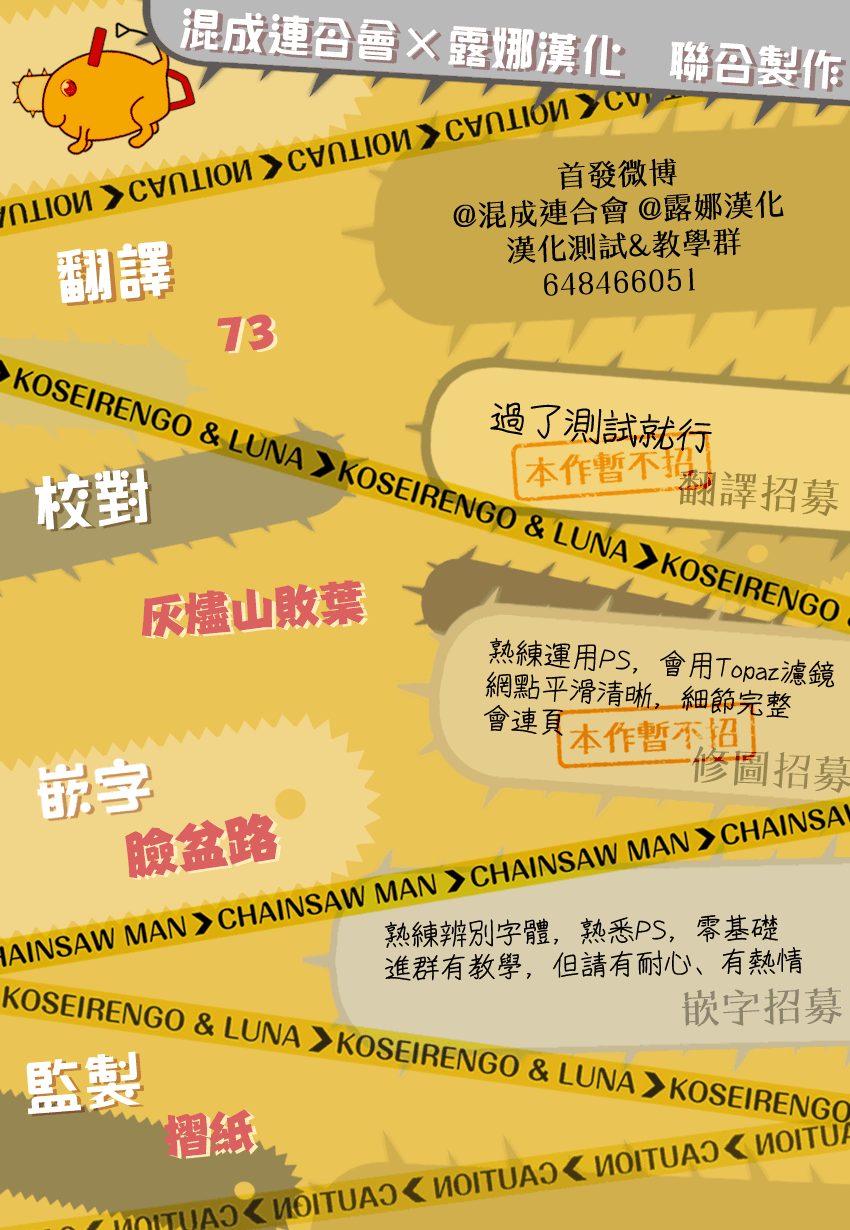 混成連合會×露娜漢化 聯合製作
AUTION ❯ CAUTION ❯ CAUTION ❯ CAUTION ❯ CAUT
首發微博
@混成連合會 @露娜漢化
漢化測試&教學群
648466051
翻譯
73
❯ KOSEIRENGO & LUNA ❯ KOSEIRENGO & LUNA ❯ KOSEIRENGO &
過了測試就行
本作暫不招
翻譯招募
校對
灰燼山敗葉
熟練運用PS，會用Topaz濾鏡
網點平滑清晰，細節完整
會連頁
本作暫不招
修圖招募
嵌字
臉盆路
HAINSAW MAN ❯ CHAINSAW MAN ❯ CHAINSAW MAN ❯ CHAINSAW
熟練辨別字體，熟悉PS，零基礎
進群有教學，但請有耐心、有熱情
嵌字招募
KOSEIRENGO & LUNA ❯ KOSEIRENGO & LUNA ❯ KOSEIRENGO
監製
摺紙
CAUTION ❯ CAUTION ❯ CAUTION ❯ CAUTION ❯ CAUTION